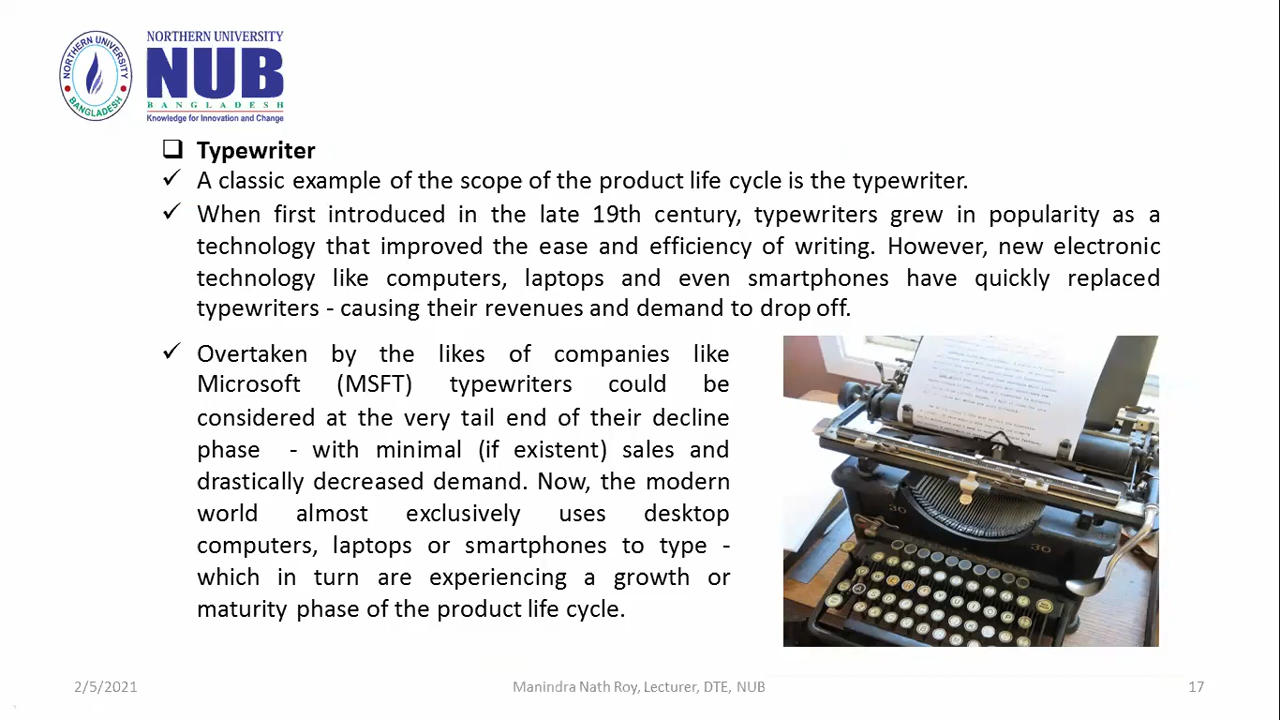 NORTHERN UNIVERSITY BANGLADESH
NORTHERN UNIVERSITY
NUB
BANGLADESH
Knowledge for Innovation and Change
Typewriter
A classic example of the scope of the product life cycle is the typewriter.
When first introduced in the late 19th century, typewriters grew in popularity as a
technology that improved the ease and efficiency of writing. However, new electronic
technology like computers, laptops and even smartphones have quickly replaced
typewriters - causing their revenues and demand to drop off.
Overtaken by the likes of companies like
Microsoft (MSFT) typewriters could be
considered at the very tail end of their decline
phase - with minimal (if existent) sales and
drastically decreased demand. Now, the modern
world almost exclusively uses desktop
computers, laptops or smartphones to type -
which in turn are experiencing a growth or
maturity phase of the product life cycle.
30
30
2/5/2021
Manindra Nath Roy, Lecturer, DTE, NUB
17